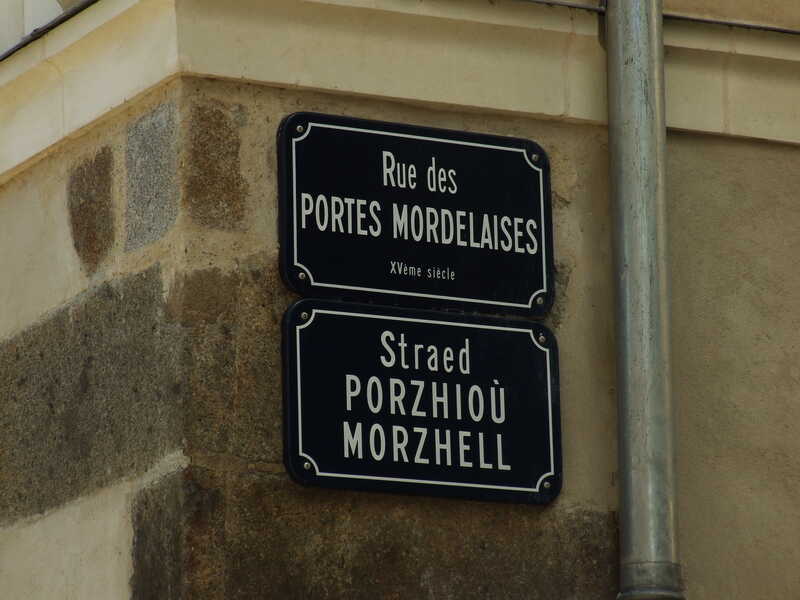 Rue des
PORTES MORDELAISES
XVème siècle
Straed
PORZHIOÙ
MORZHELL